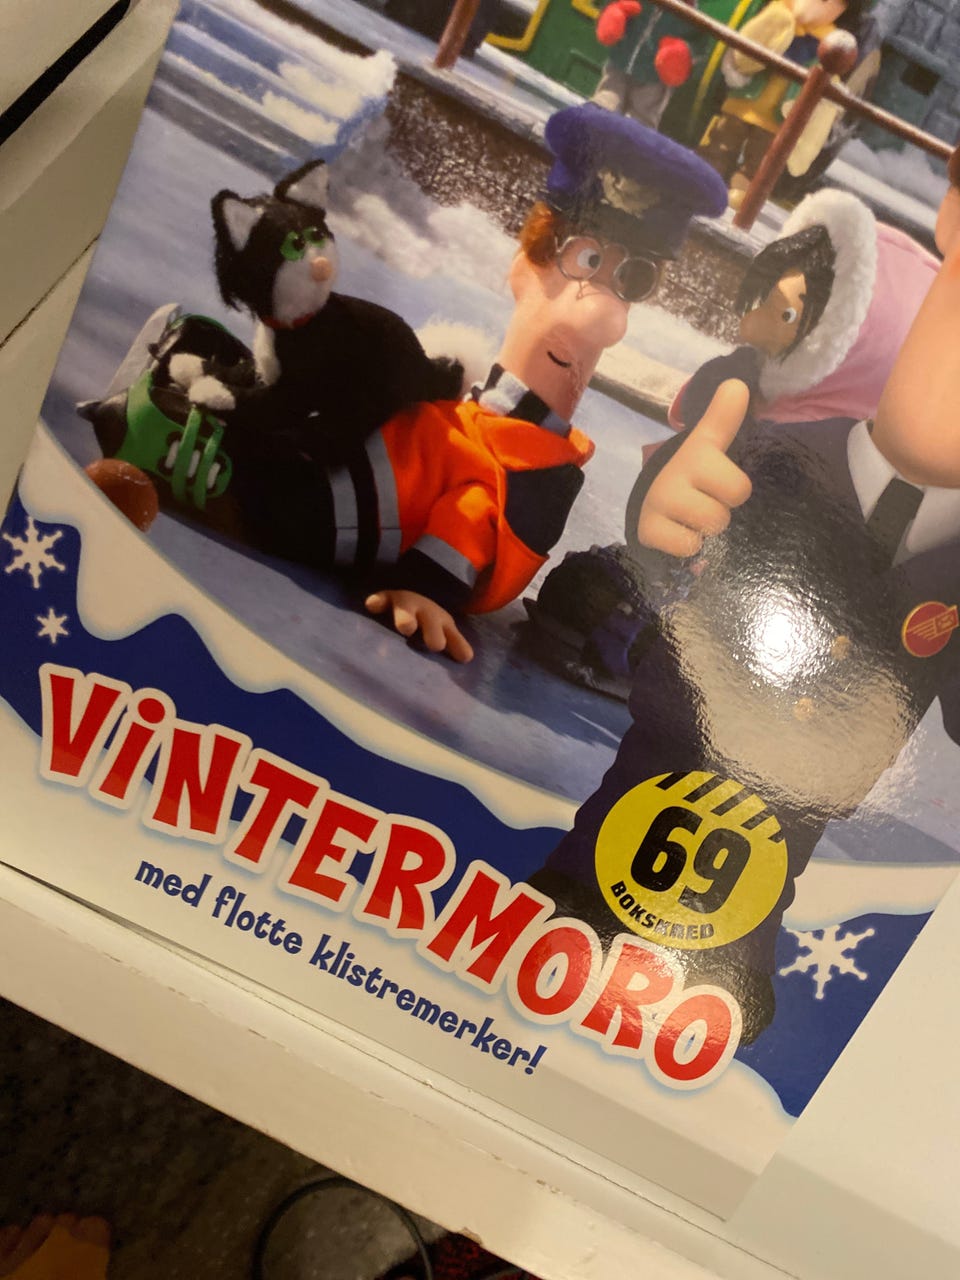 ViNTERMORO
med flotte klistremerker!
69
BOKSKRED